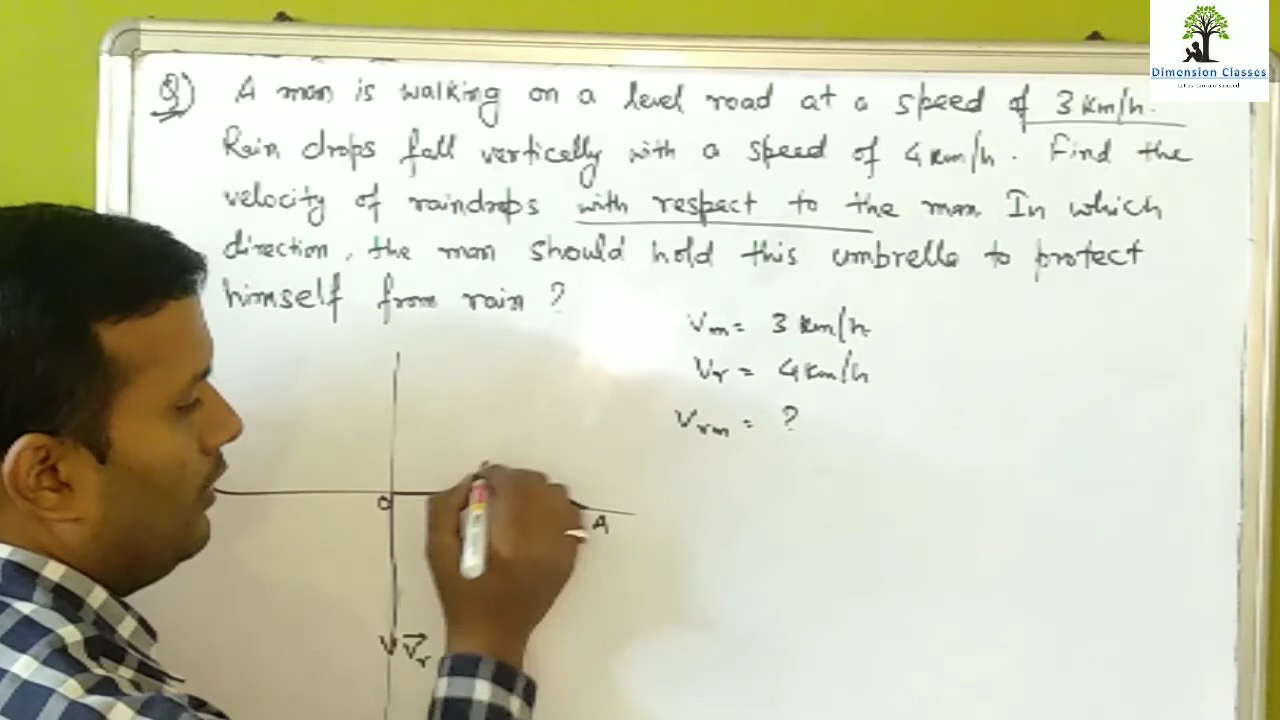 Dimension Classes
Q) A man is walking on a level road at a speed of 3 km/h.
Rain drops fall vertically with a speed of 4 km/h. Find the
velocity of raindrops with respect to the man In which
direction, the man should hold this umbrella to protect
himself from rain ?
Vm = 3 km/h.
Vr = 4 km/h
Vrm = ?
O
A
V⃗r